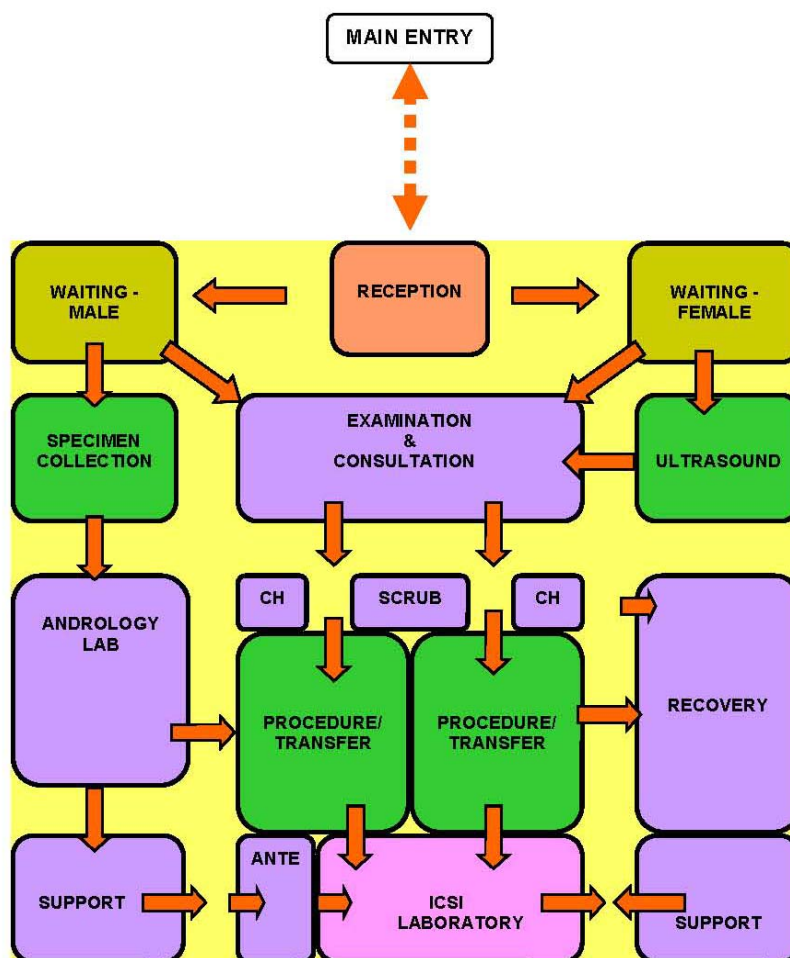 MAIN ENTRY
WAITING -
MALE
RECEPTION
WAITING -
FEMALE
SPECIMEN
COLLECTION
EXAMINATION
&
CONSULTATION
ULTRASOUND
CH
SCRUB
CH
ANDROLOGY
LAB
PROCEDURE/
TRANSFER
PROCEDURE/
TRANSFER
RECOVERY
SUPPORT
ANTE
ICSI
LABORATORY
SUPPORT